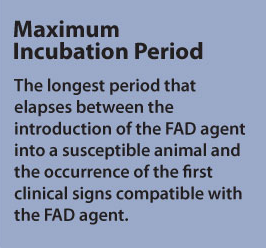 Maximum
Incubation Period
The longest period that
elapses between the
introduction of the FAD agent
into a susceptible animal and
the occurrence of the first
clinical signs compatible with
the FAD agent.